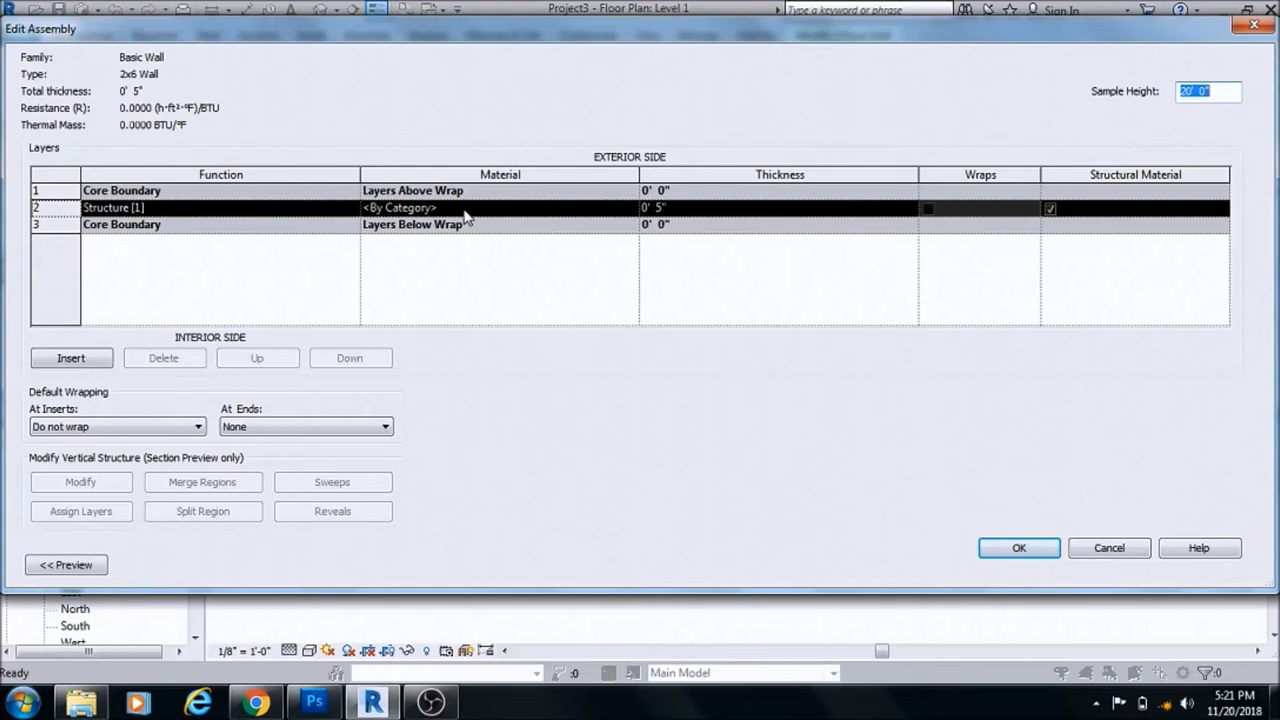 Project3 - Floor Plan: Level 1
Type a keyword or phrase
Sign In
Edit Assembly
Family: Basic Wall
Type: 2x6 Wall
Total thickness: 0' 5"
Resistance (R): 0.0000 (h·ft²·°F)/BTU
Thermal Mass: 0.0000 BTU/°F
Sample Height: 20' 0"
Layers
EXTERIOR SIDE
Function Material Thickness Wraps Structural Material
1 Core Boundary Layers Above Wrap 0' 0"
2 Structure [1] <By Category> 0' 5"
3 Core Boundary Layers Below Wrap 0' 0"
INTERIOR SIDE
Insert Delete Up Down
Default Wrapping
At Inserts: At Ends:
Do not wrap None
Modify Vertical Structure (Section Preview only)
Modify Merge Regions Sweeps
Assign Layers Split Region Reveals
OK Cancel Help
<< Preview
North
South
West
1/8" = 1'-0"
Ready :0 Main Model :0
Ps R
5:21 PM
11/20/2018